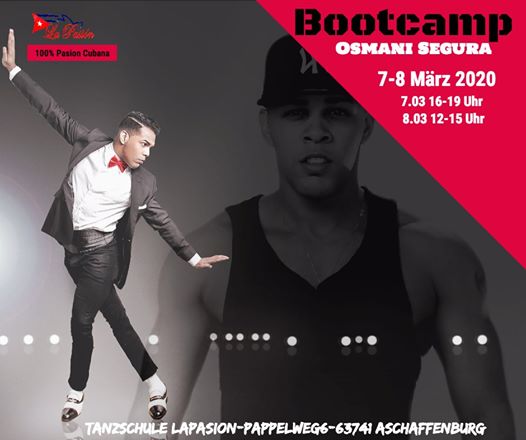 La Pasión
100% Pasion Cubana
Bootcamp
Osmani Segura
7-8 März 2020
7.03 16-19 Uhr
8.03 12-15 Uhr
TANZSCHULE LAPASION-PAPPELWEG6-63741 ASCHAFFENBURG